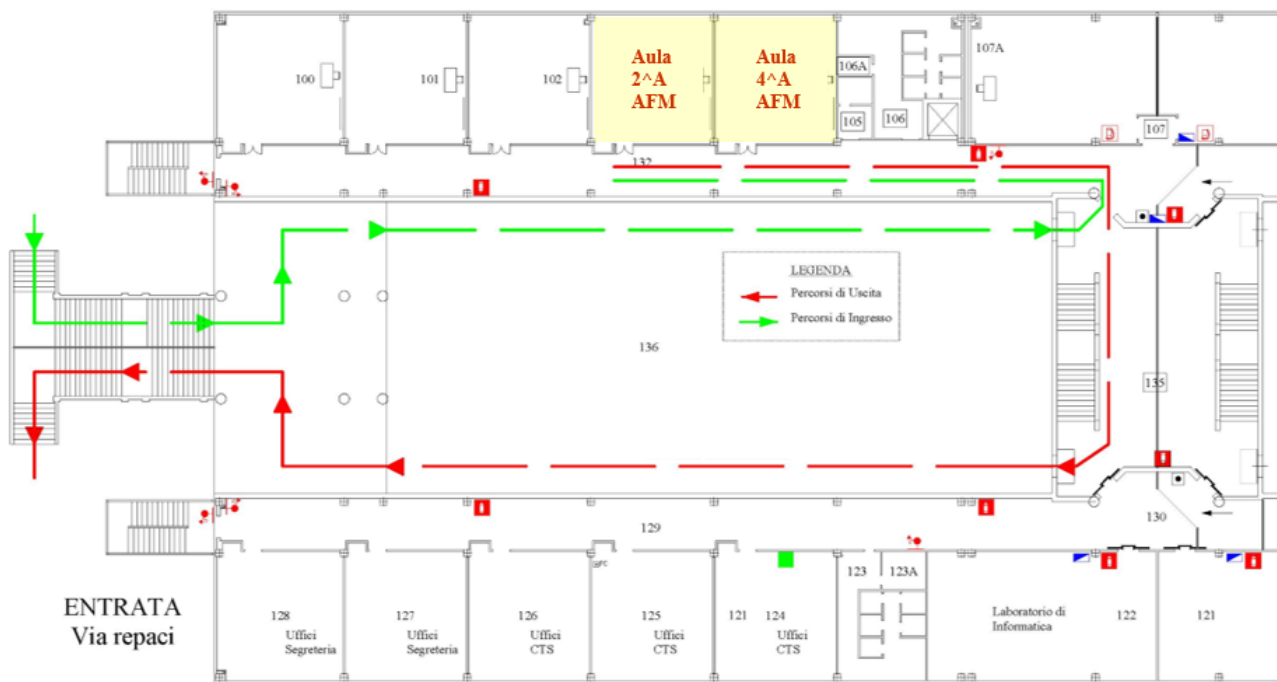 100
101
102
Aula
2^A
AFM
Aula
4^A
AFM
106A
105
106
107A
107
132
LEGENDA
Percorsi di Uscita
Percorsi di Ingresso
136
135
129
130
ENTRATA
Via repaci
128
Uffici
Segreteria
127
Uffici
Segreteria
126
Uffici
CTS
125
Uffici
CTS
121
124
Uffici
CTS
123
123A
Laboratorio di
Informatica
122
121